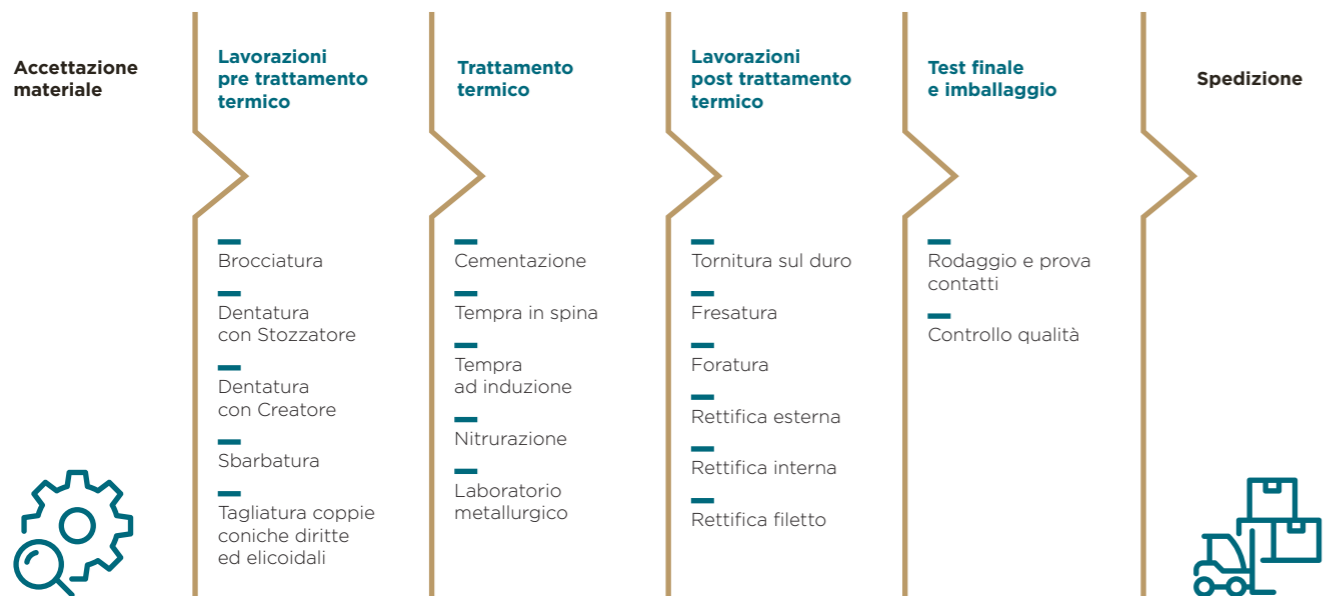 Accettazione
materiale
Lavorazioni
pre trattamento
termico
Brocciatura
Dentatura
con Stozzatore
Dentatura
con Creatore
Sbarbatura
Tagliatura coppie
coniche diritte
ed elicoidali
Trattamento
termico
Cementazione
Tempra in spina
Tempra
ad induzione
Nitrurazione
Laboratorio
metallurgico
Lavorazioni
post trattamento
termico
Tornitura sul duro
Fresatura
Foratura
Rettifica esterna
Rettifica interna
Rettifica filetto
Test finale
e imballaggio
Rodaggio e prova
contatti
Controllo qualità
Spedizione